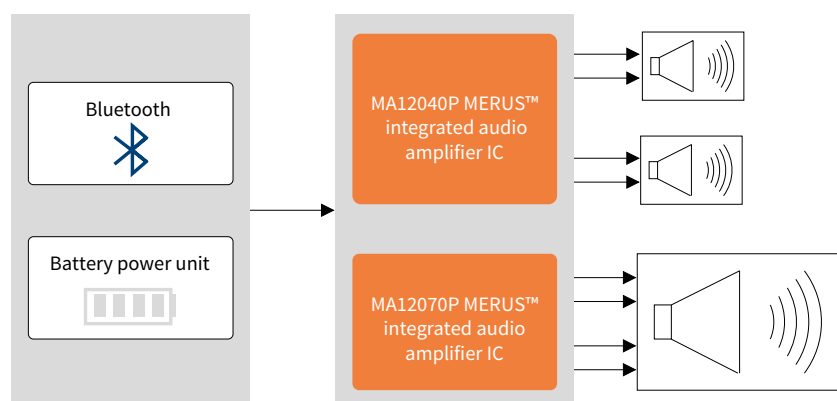 Bluetooth
Battery power unit
MA12040P MERUS™
integrated audio
amplifier IC
MA12070P MERUS™
integrated audio
amplifier IC